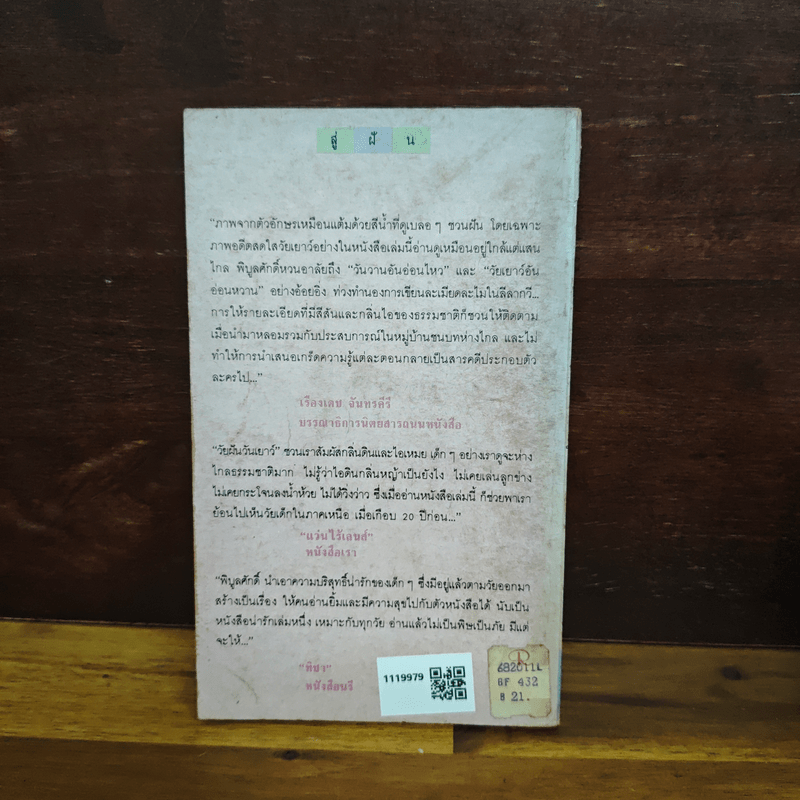 สู่ ฝั น
“ภาพจากตัวอักษรเหมือนแต้มด้วยสีน้ำที่ดูเบลอ ๆ ชวนฝัน โดยเฉพาะ
ภาพอดีตสดใสวัยเยาว์อย่างในหนังสือเล่มนี้อ่านดูเหมือนอยู่ใกล้แต่แสน
ไกล พิบูลศักดิ์หวนอาลัยถึง “วันวานอันอ่อนไหว” และ “วัยเยาว์อัน
ออนหวาน” อย่างอ้อยอิ่ง ท่วงทำนองการเขียนละเมียดละไมในลีลากวี...
การให้รายละเอียดที่มีสีสันและกลิ่นไอของธรรมชาติก็ชวนให้ติดตาม
เมื่อนำมาหลอมรวมกับประสบการณ์ในหมู่บ้านชนบทห่างไกล และไม่
ทำให้การนำเสนอเกร็ดความรู้แต่ละตอนกลายเป็นสารคดีประกอบตัว
ละครไป...”
เรืองเดช จันทรคีรี
บรรณาธิการนิตยสารถนนหนังสือ
“วัยฝันวันเยาว์” ชวนเราสัมผัสกลิ่นดินและไอเหมย เด็ก ๆ อย่างเราดูจะห่าง
ไกลธรรมชาติมาก ไม่รู้ว่าไอดินกลิ่นหญ้าเป็นยังไง ไม่เคยเล่นลูกช่าง
ไม่เคยกระโจนลงน้ำห้วย ไม่ได้วิ่งว่าว ซึ่งเมื่ออ่านหนังสือเล่มนี้ ก็ช่วยพาเรา
ย้อนไปเห็นวัยเด็กในภาคเหนือ เมื่อเกือบ 20 ปีก่อน...”
“แว่นไร้เลนส์”
หนังสือเรา
“พิบูลศักดิ์ นำเอาความบริสุทธิ์น่ารักของเด็ก ๆ ซึ่งมีอยู่แล้วตามวัยออกมา
สร้างเป็นเรื่อง ให้คนอ่านยิ้มและมีความสุขไปกับตัวหนังสือได้ นับเป็น
หนังสือน่ารักเล่มหนึ่ง เหมาะกับทุกวัย อ่านแล้วไม่เป็นพิษเป็นภัย มีแต่
จะให้...”
“ทิชา”
หนังสือสตรี
1119979
6820111
BF 432
ธ 21.